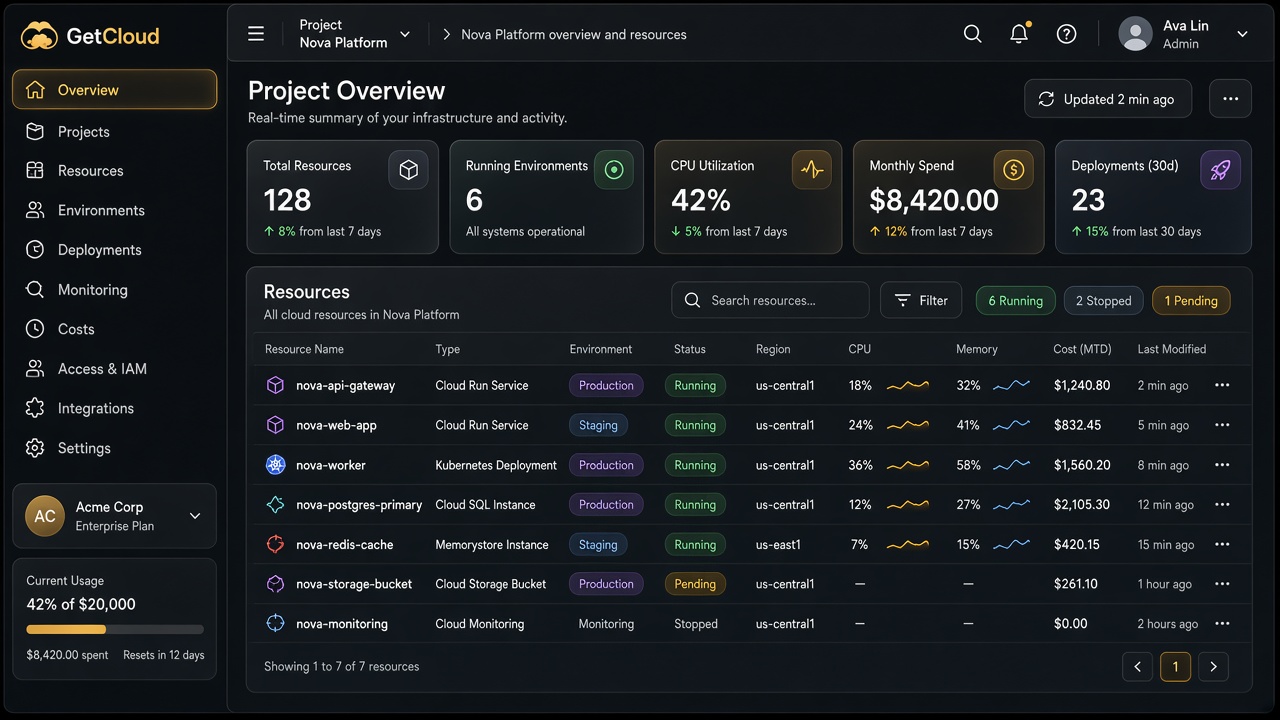 GetCloud
Overview
Projects
Resources
Environments
Deployments
Monitoring
Costs
Access & IAM
Integrations
Settings
AC
Acme Corp
Enterprise Plan
Current Usage
42% of $20,000
$8,420.00 spent Resets in 12 days
Project
Nova Platform
Nova Platform overview and resources
Ava Lin
Admin
Project Overview
Real-time summary of your infrastructure and activity.
Updated 2 min ago
Total Resources
128
↑ 8% from last 7 days
Running Environments
6
All systems operational
CPU Utilization
42%
↓ 5% from last 7 days
Monthly Spend
$8,420.00
↑ 12% from last 7 days
Deployments (30d)
23
↑ 15% from last 30 days
Resources
All cloud resources in Nova Platform
Search resources...
Filter
6 Running
2 Stopped
1 Pending
Resource Name Type Environment Status Region CPU Memory Cost (MTD) Last Modified
nova-api-gateway Cloud Run Service Production Running us-central1 18% 32% $1,240.80 2 min ago
nova-web-app Cloud Run Service Staging Running us-central1 24% 41% $832.45 5 min ago
nova-worker Kubernetes Deployment Production Running us-central1 36% 58% $1,560.20 8 min ago
nova-postgres-primary Cloud SQL Instance Production Running us-central1 12% 27% $2,105.30 12 min ago
nova-redis-cache Memorystore Instance Staging Running us-east1 7% 15% $420.15 15 min ago
nova-storage-bucket Cloud Storage Bucket Production Pending us-central1 — — $261.10 1 hour ago
nova-monitoring Cloud Monitoring Monitoring Stopped us-central1 — — $0.00 2 hours ago
Showing 1 to 7 of 7 resources
1